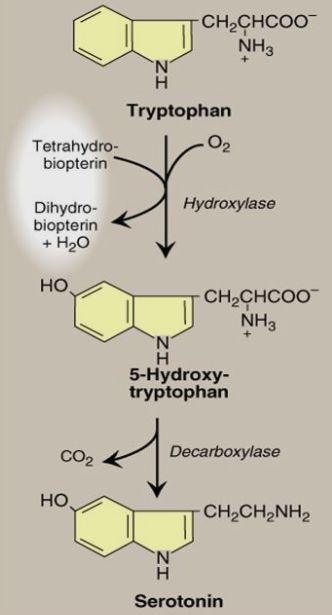 CH₂CHCOO⁻
NH₃
+
N
H
Tryptophan
Tetrahydro-
biopterin
O₂
Hydroxylase
Dihydro-
biopterin
+ H₂O
HO
CH₂CHCOO⁻
NH₃
+
N
H
5-Hydroxy-
tryptophan
CO₂
Decarboxylase
HO
CH₂CH₂NH₂
N
H
Serotonin